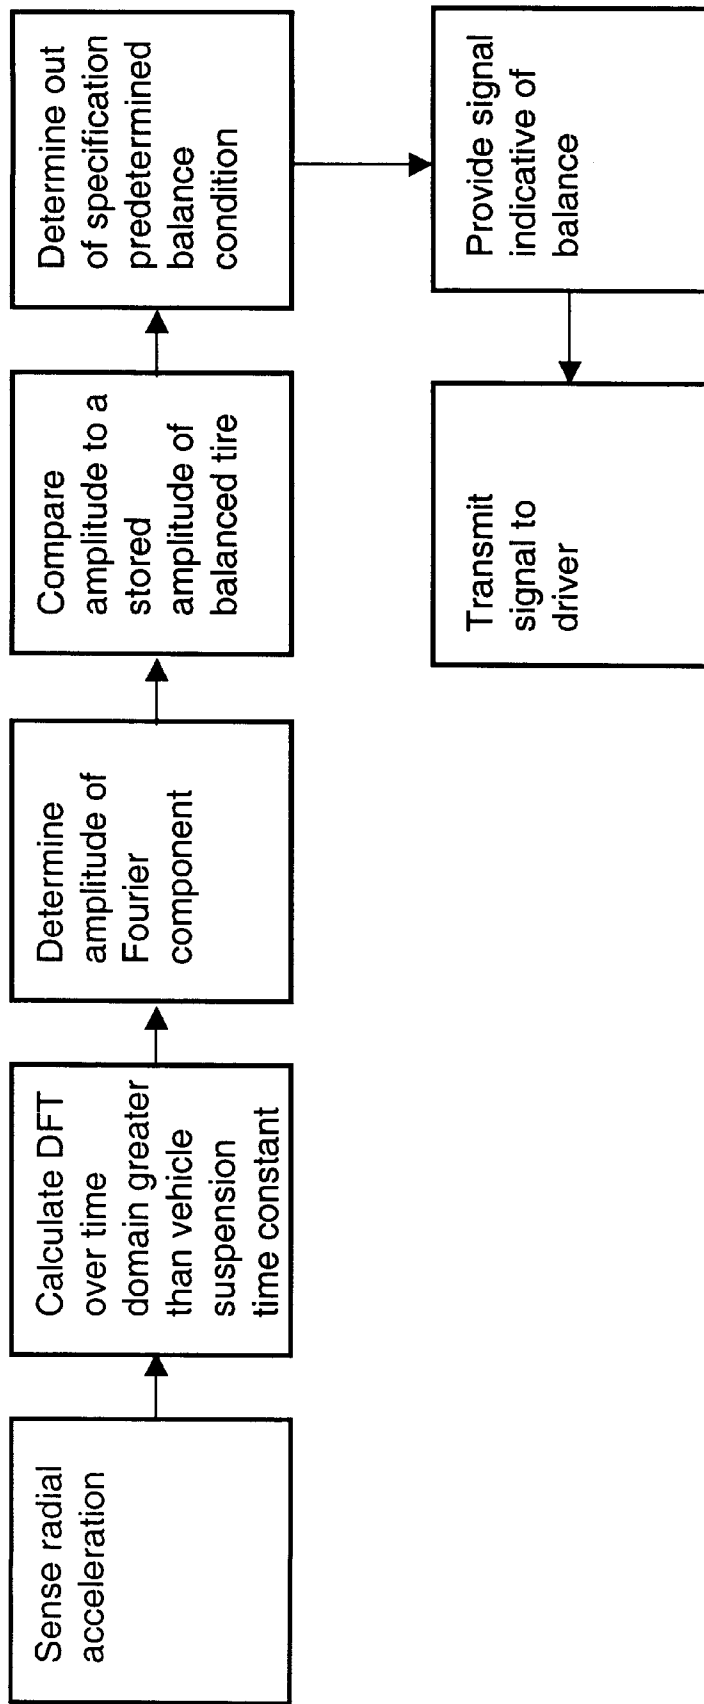 Sense radial
acceleration
Calculate DFT
over time
domain greater
than vehicle
suspension
time constant
Determine
amplitude of
Fourier
component
Compare
amplitude to a
stored
amplitude of
balanced tire
Determine out
of specification
predetermined
balance
condition
Provide signal
indicative of
balance
Transmit
signal to
driver